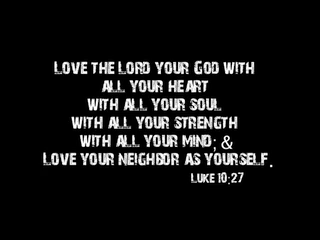 Love the Lord your God with
all your heart
with all your soul
with all your strength
with all your mind; &
Love your neighbor as yourself.
Luke 10:27